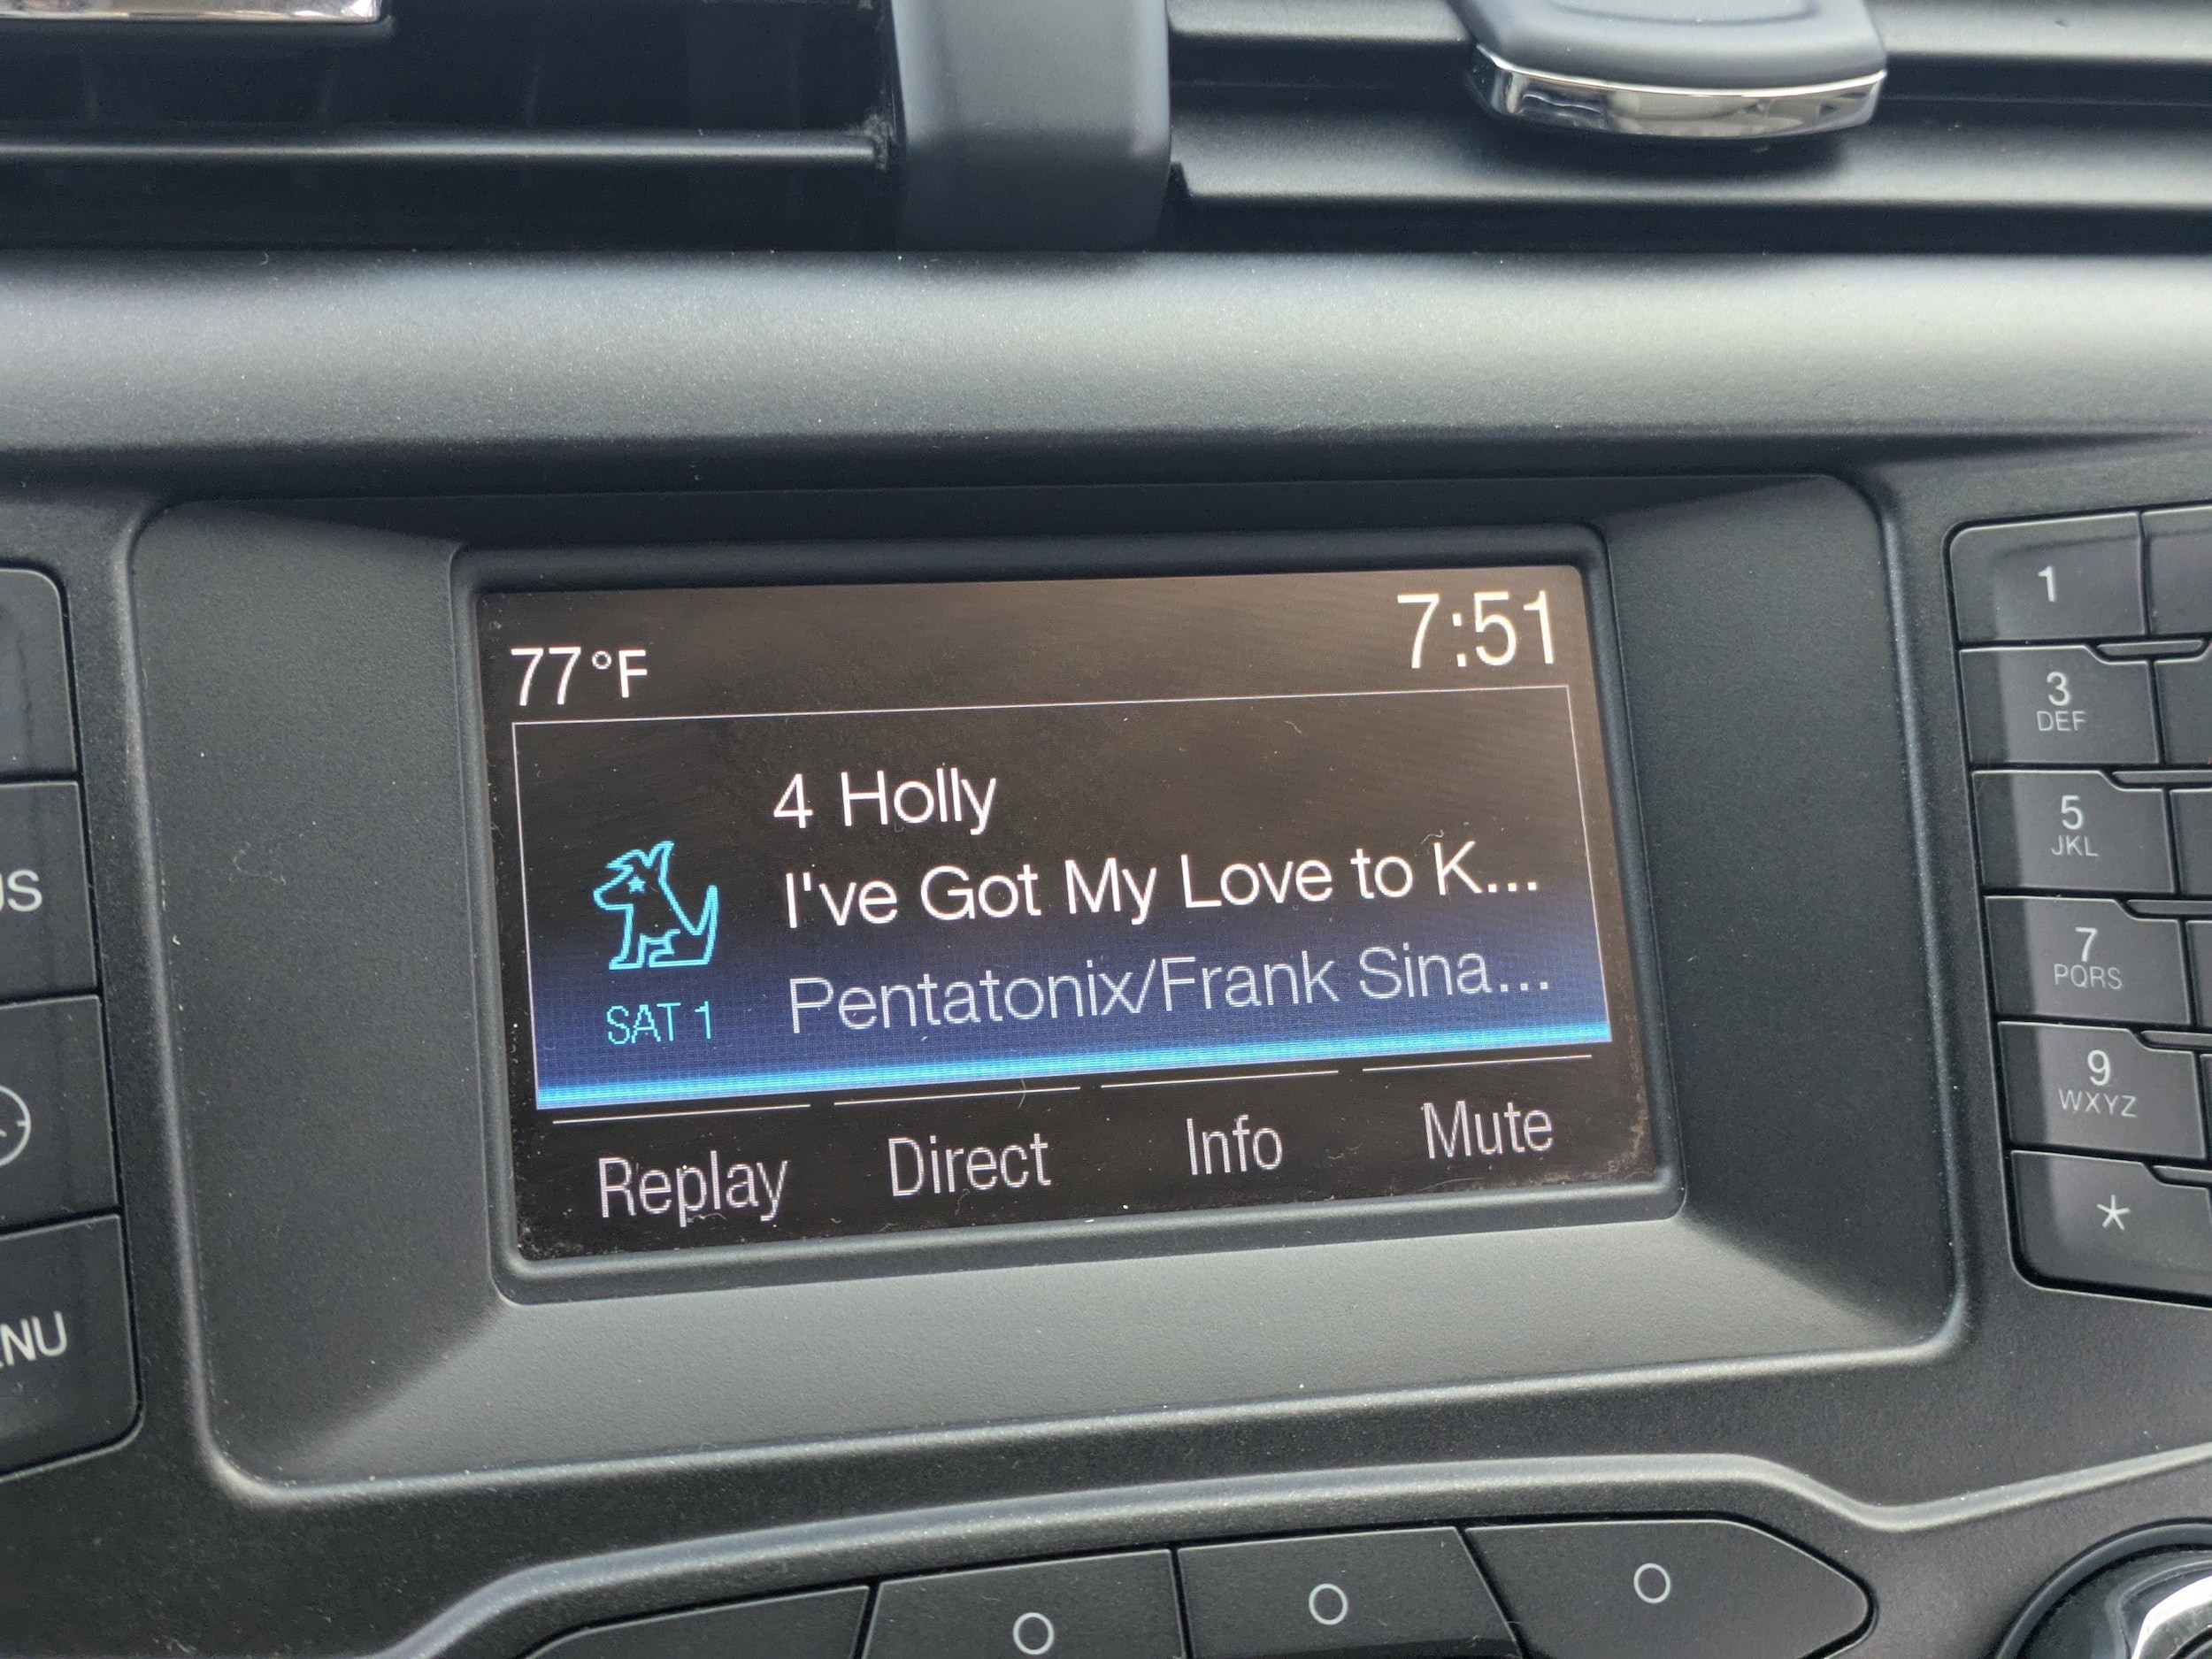 77°F
7:51
4 Holly
I've Got My Love to K...
Pentatonix/Frank Sina...
SAT 1
Replay
Direct
Info
Mute
US
ENU
1
3
DEF
5
JKL
7
PQRS
9
WXYZ
*